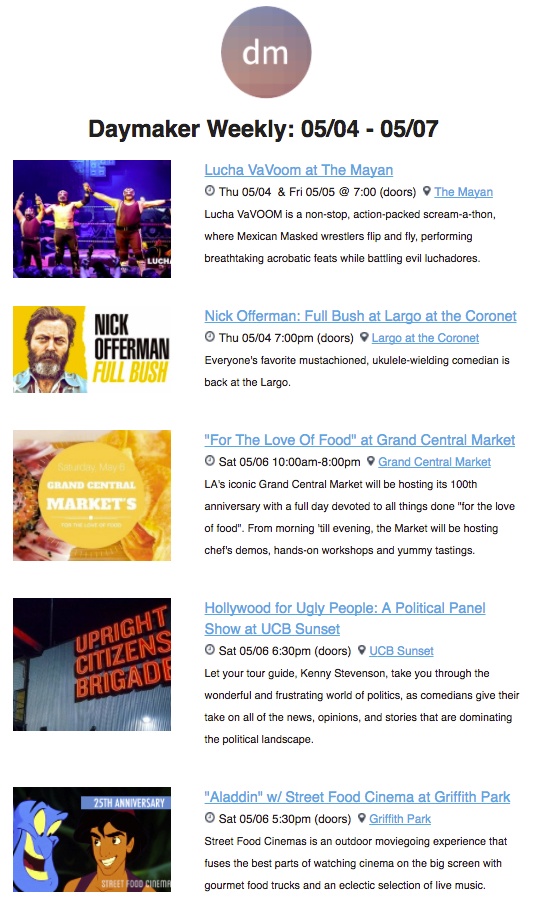 dm
Daymaker Weekly: 05/04 - 05/07
LUCHA
Lucha VaVoom at The Mayan
Thu 05/04 & Fri 05/05 @ 7:00 (doors) The Mayan
Lucha VaVOOM is a non-stop, action-packed scream-a-thon,
where Mexican Masked wrestlers flip and fly, performing
breathtaking acrobatic feats while battling evil luchadores.
NICK
OFFERMAN
FULL BUSH
Nick Offerman: Full Bush at Largo at the Coronet
Thu 05/04 7:00pm (doors) Largo at the Coronet
Everyone's favorite mustachioned, ukulele-wielding comedian is
back at the Largo.
Saturday May 6
GRAND CENTRAL
MARKET'S
FOR THE LOVE OF FOOD
"For The Love Of Food" at Grand Central Market
Sat 05/06 10:00am-8:00pm Grand Central Market
LA's iconic Grand Central Market will be hosting its 100th
anniversary with a full day devoted to all things done "for the love
of food". From morning 'till evening, the Market will be hosting
chef's demos, hands-on workshops and yummy tastings.
UPRIGHT
CITIZENS
BRIGADE
Hollywood for Ugly People: A Political Panel
Show at UCB Sunset
Sat 05/06 6:30pm (doors) UCB Sunset
Let your tour guide, Kenny Stevenson, take you through the
wonderful and frustrating world of politics, as comedians give their
take on all of the news, opinions, and stories that are dominating
the political landscape.
25TH ANNIVERSARY
STREET FOOD CINEMA
"Aladdin" w/ Street Food Cinema at Griffith Park
Sat 05/06 5:30pm (doors) Griffith Park
Street Food Cinemas is an outdoor moviegoing experience that
fuses the best parts of watching cinema on the big screen with
gourmet food trucks and an eclectic selection of live music.